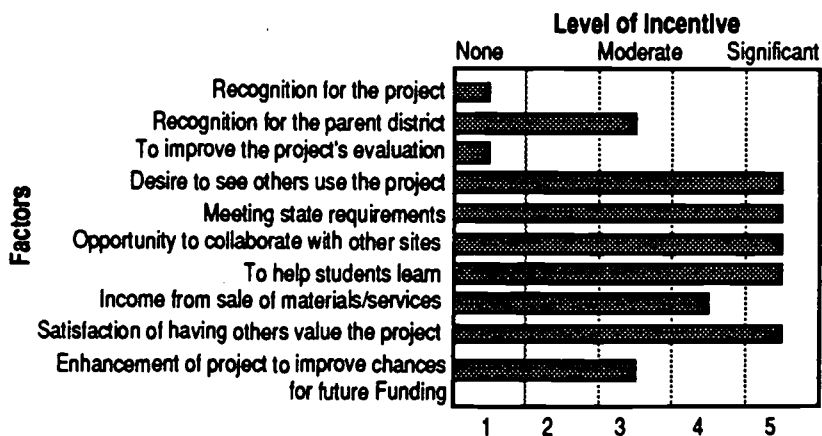 Level of Incentive
None Moderate Significant
Recognition for the project
Recognition for the parent district
To improve the project's evaluation
Desire to see others use the project
Meeting state requirements
Opportunity to collaborate with other sites
To help students learn
Income from sale of materials/services
Satisfaction of having others value the project
Enhancement of project to improve chances
for future Funding
Factors
1 2 3 4 5